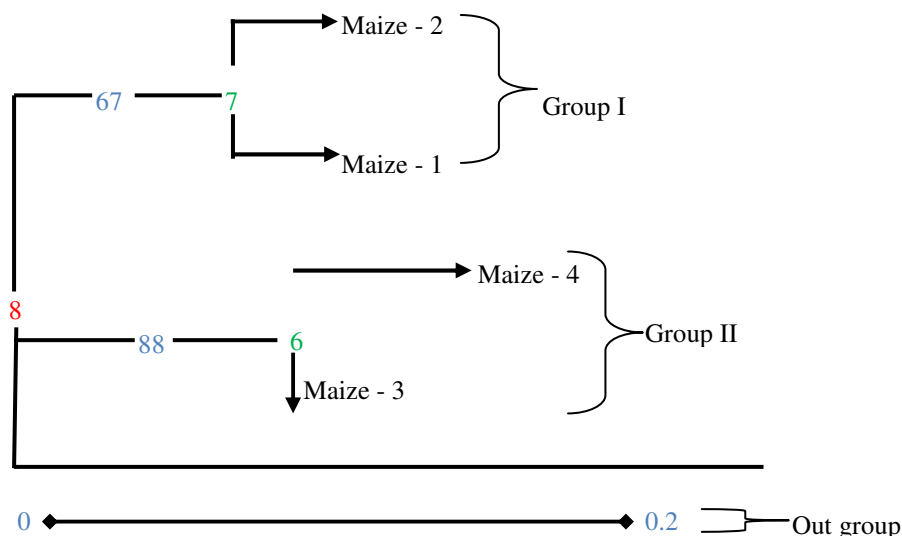 Maize - 2
67
7
Group I
Maize - 1
Maize - 4
8
88
6
Group II
Maize - 3
0
0.2
Out group